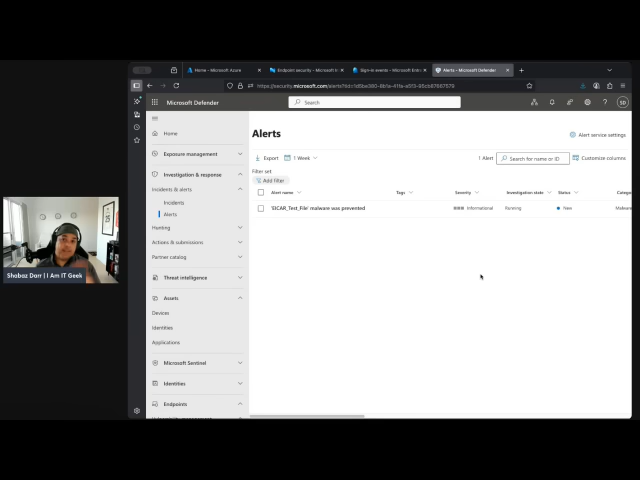 Home - Microsoft Azure
Endpoint security - Microsoft I
Sign-in events - Microsoft Entr
Alerts - Microsoft Defender
Microsoft Defender
Search
SD
Home
Exposure management
Investigation & response
Incidents & alerts
Incidents
Alerts
Hunting
Actions & submissions
Partner catalog
Threat intelligence
Assets
Devices
Identities
Applications
Microsoft Sentinel
Identities
Endpoints
Alerts
Alert service settings
Export
1 Week
1 Alert
Search for name or ID
Customize columns
Filter set
Add filter
Alert name
Tags
Severity
Investigation state
Status
Categor
'EICAR_Test_File' malware was prevented
Informational
Running
New
Malware
Shabaz Darr | I Am IT Geek